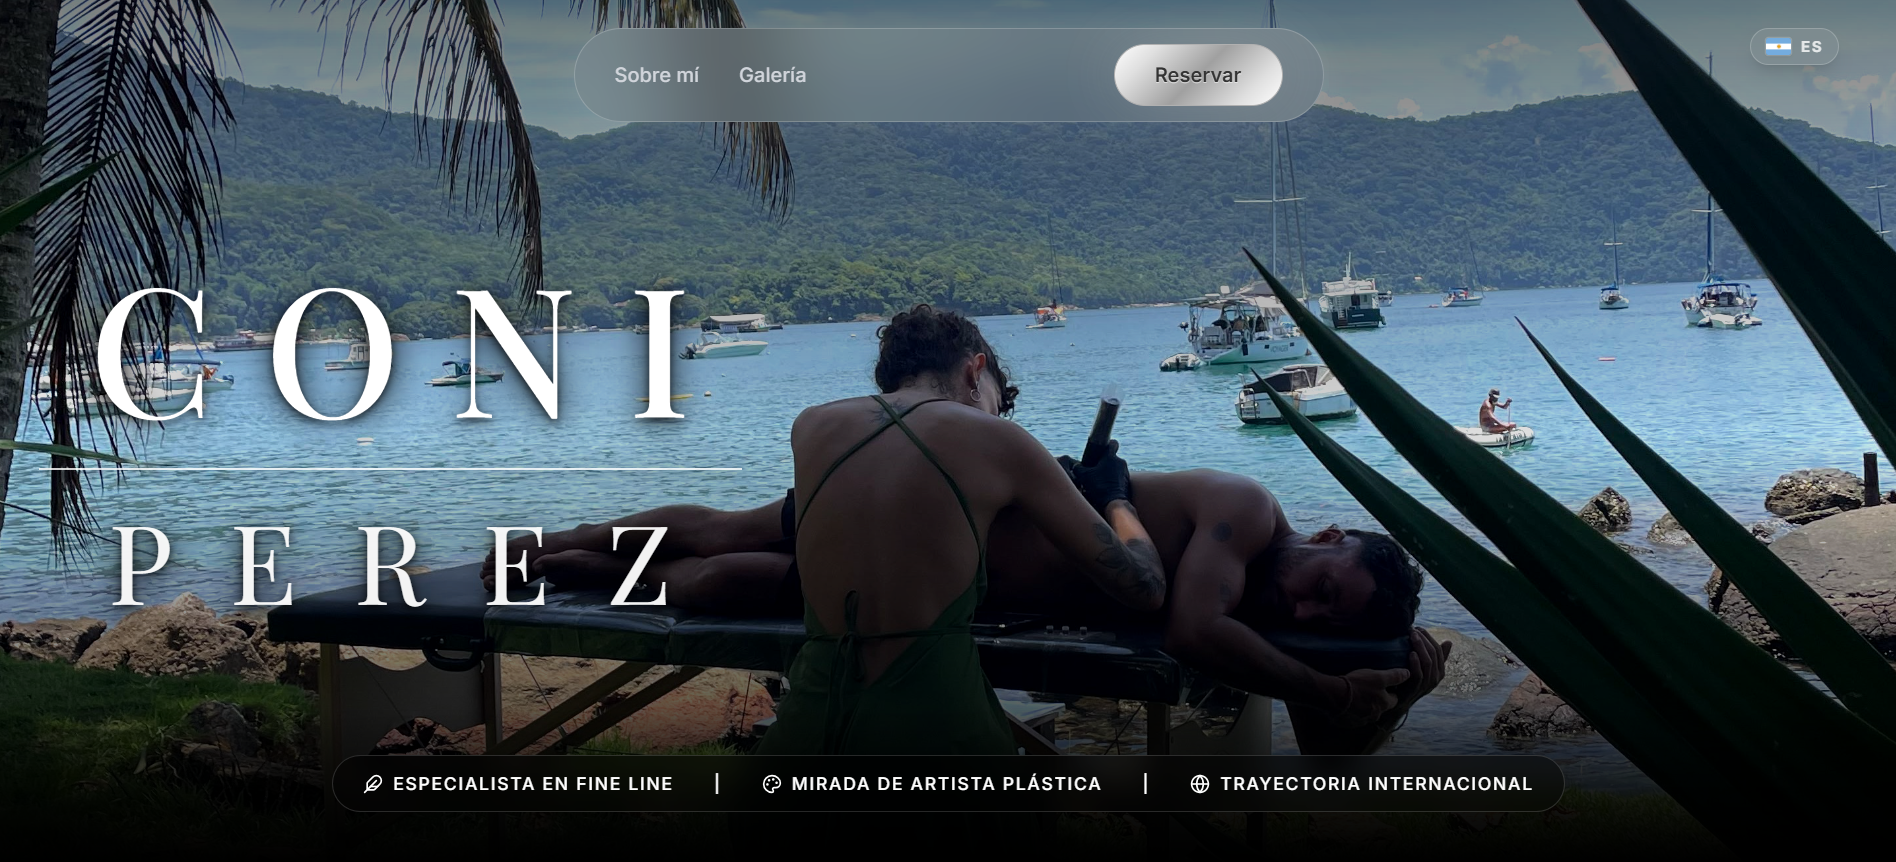 Sobre mí Galería Reservar
ES
CONI
PEREZ
ESPECIALISTA EN FINE LINE | MIRADA DE ARTISTA PLÁSTICA | TRAYECTORIA INTERNACIONAL